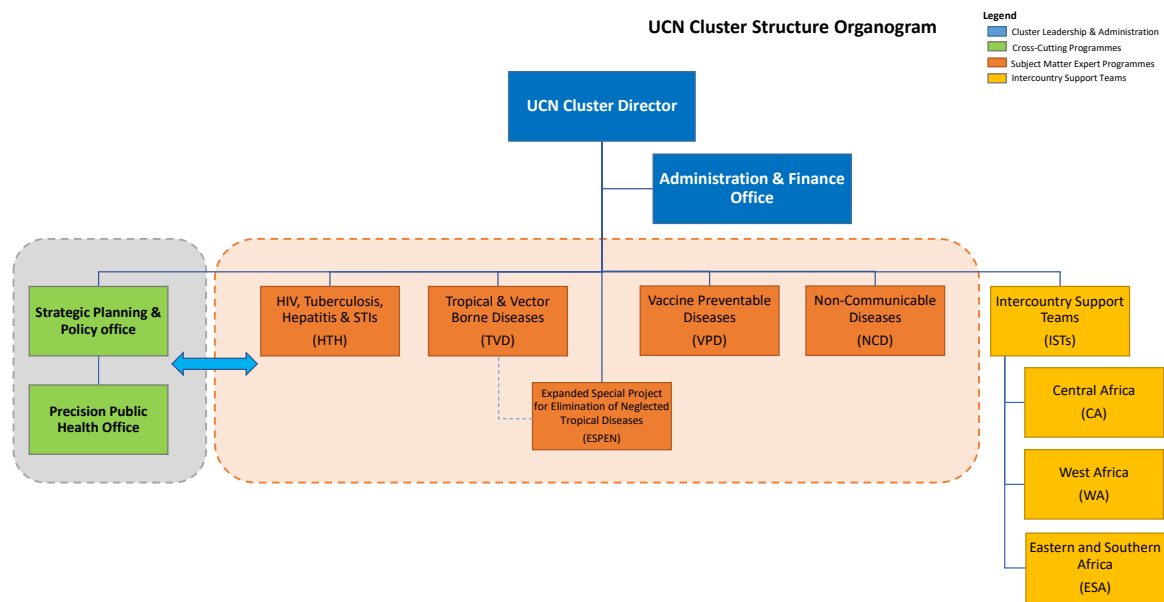 UCN Cluster Structure Organogram
Legend
Cluster Leadership & Administration
Cross-Cutting Programmes
Subject Matter Expert Programmes
Intercountry Support Teams
UCN Cluster Director
Administration & Finance
Office
Strategic Planning &
Policy office
Precision Public
Health Office
HIV, Tuberculosis,
Hepatitis & STIs
(HTH)
Tropical & Vector
Borne Diseases
(TVD)
Expanded Special Project
for Elimination of Neglected
Tropical Diseases
(ESPEN)
Vaccine Preventable
Diseases
(VPD)
Non-Communicable
Diseases
(NCD)
Intercountry Support
Teams
(ISTs)
Central Africa
(CA)
West Africa
(WA)
Eastern and Southern
Africa
(ESA)